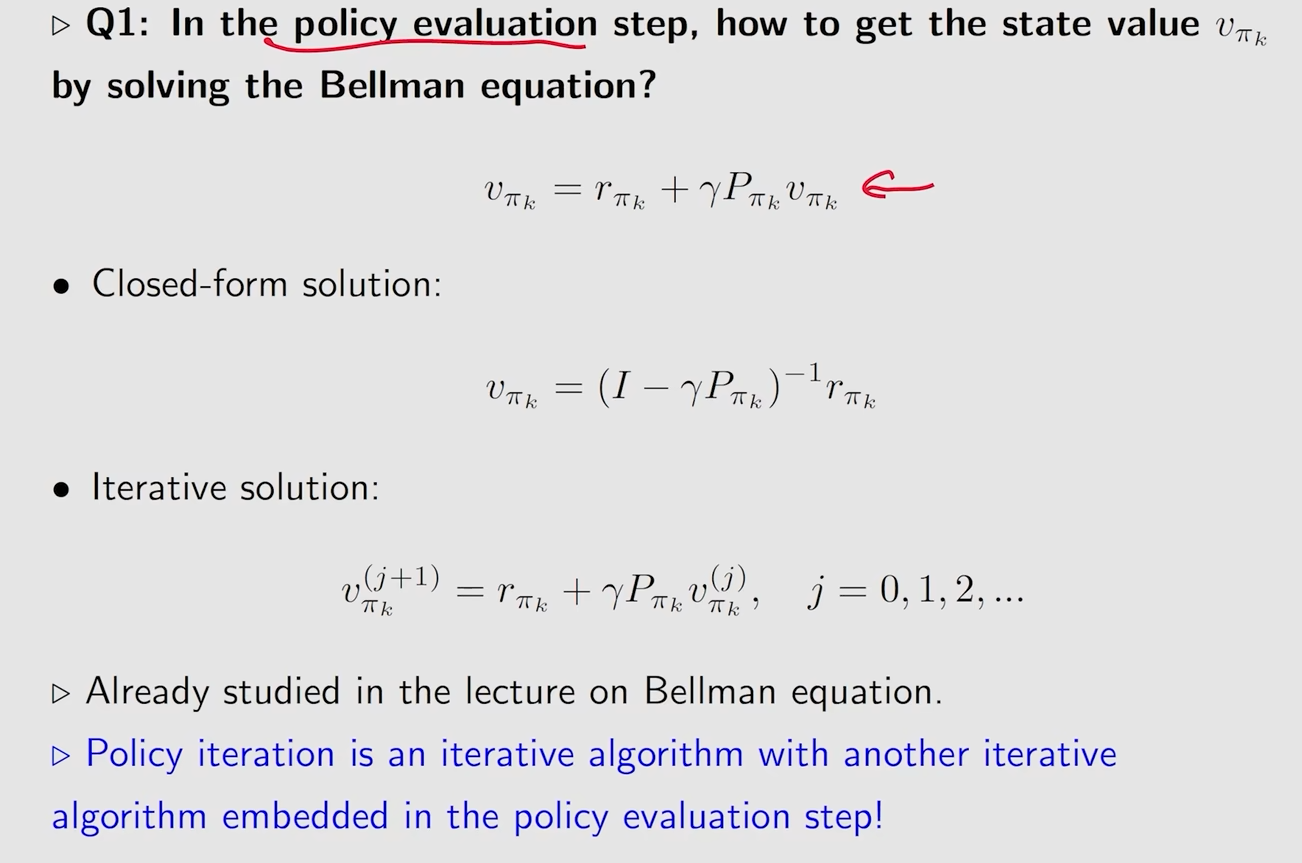 ▷ Q1: In the policy evaluation step, how to get the state value $v_{\pi_k}$
by solving the Bellman equation?
$v_{\pi_k} = r_{\pi_k} + \gamma P_{\pi_k} v_{\pi_k}$
• Closed-form solution:
$v_{\pi_k} = (I - \gamma P_{\pi_k})^{-1} r_{\pi_k}$
• Iterative solution:
$v_{\pi_k}^{(j+1)} = r_{\pi_k} + \gamma P_{\pi_k} v_{\pi_k}^{(j)}, \quad j = 0, 1, 2, ...$
▷ Already studied in the lecture on Bellman equation.
▷ Policy iteration is an iterative algorithm with another iterative
algorithm embedded in the policy evaluation step!